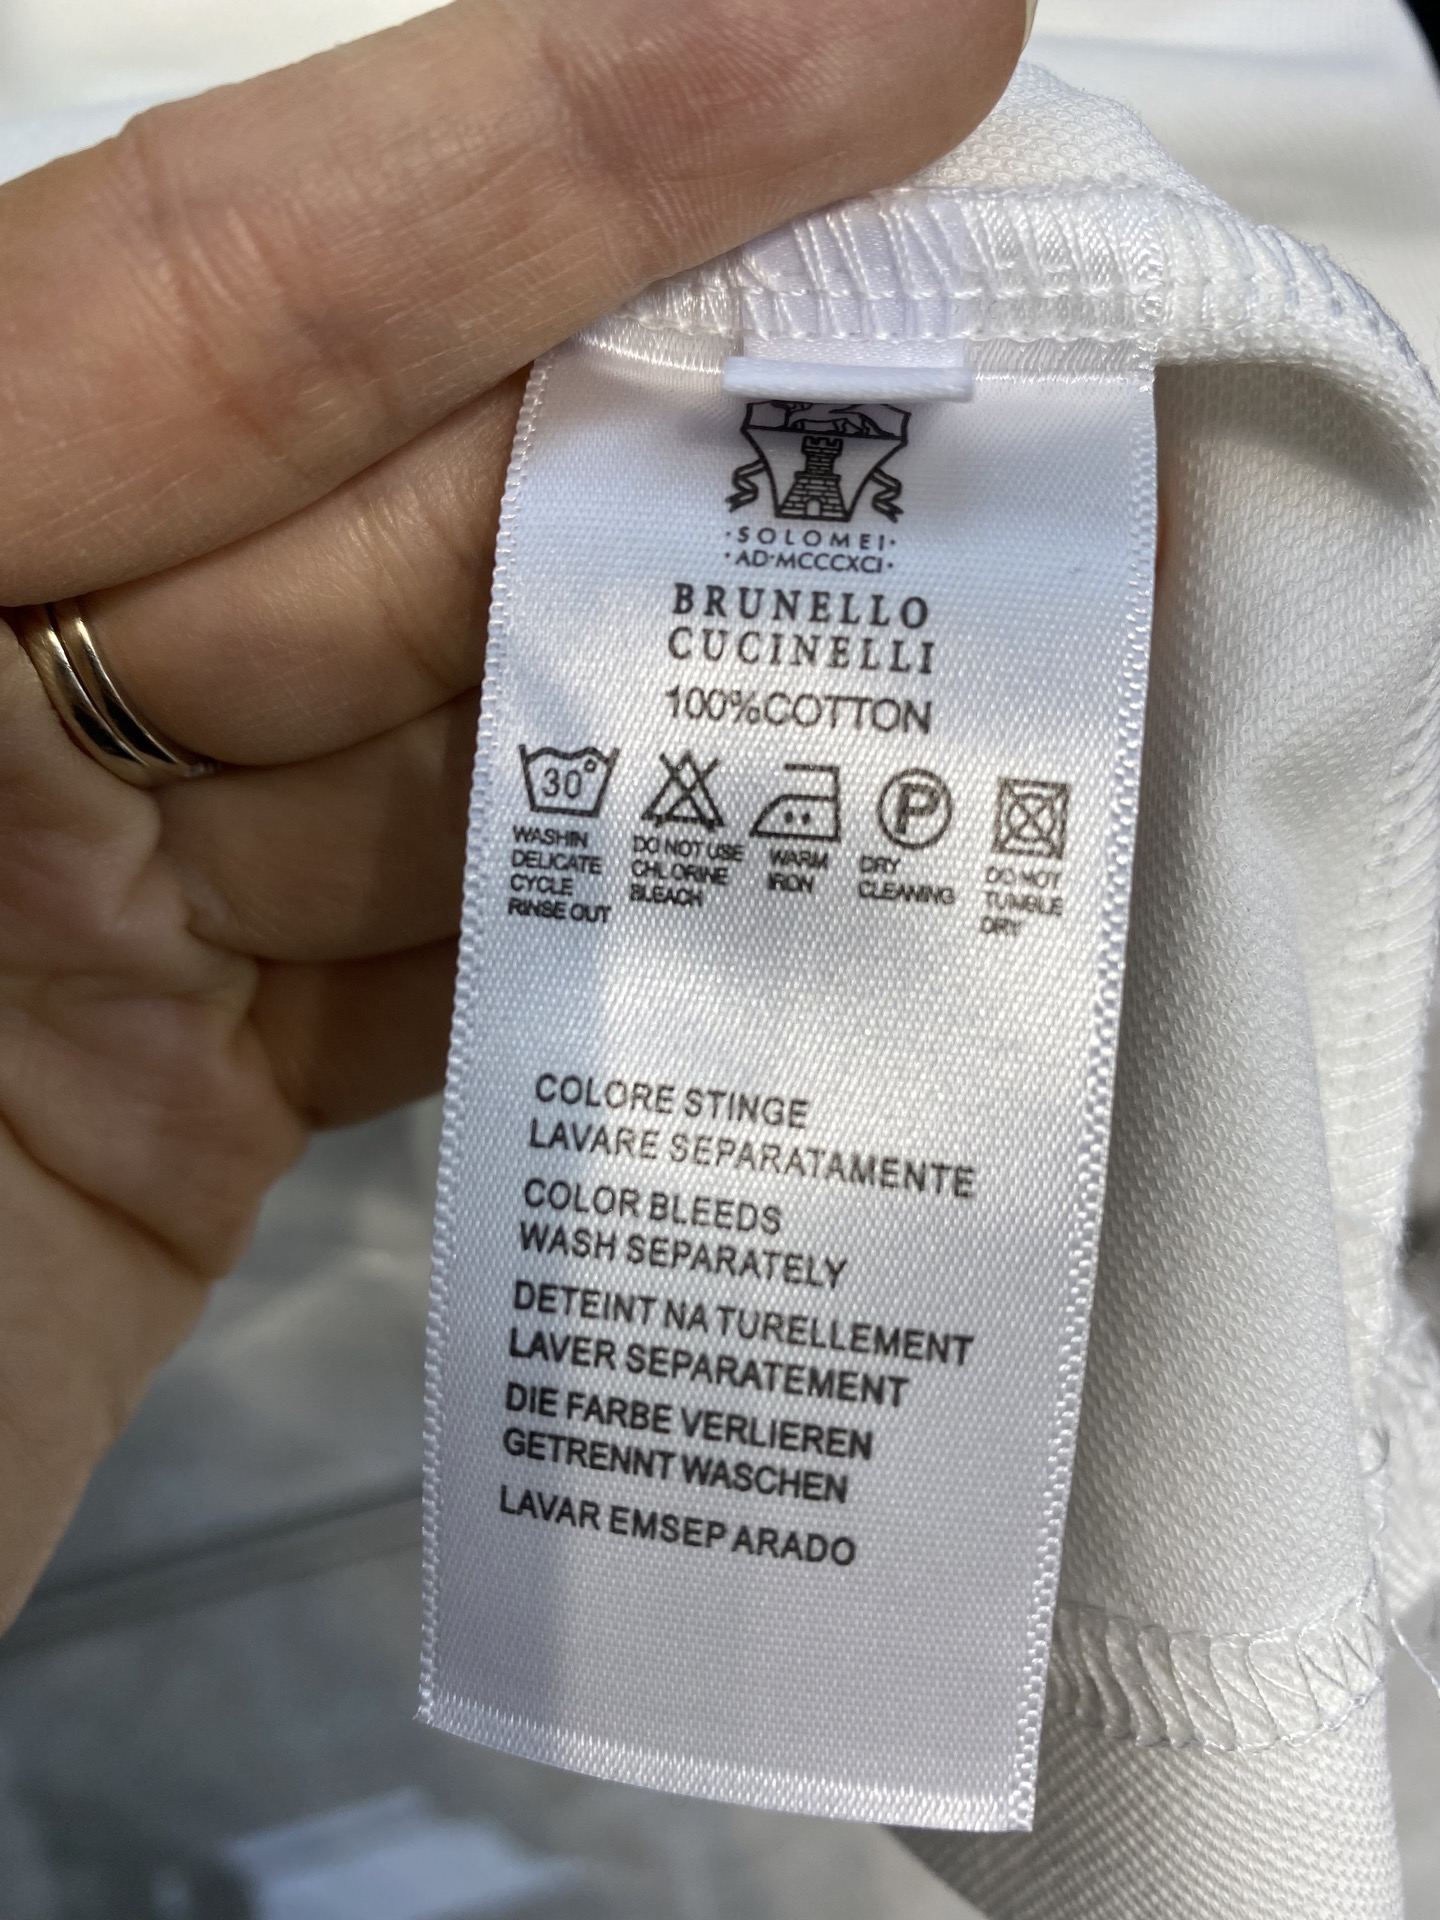 ·SOLOMEI·
·AD·MCCCXCI·
BRUNELLO
CUCINELLI
100%COTTON
30°
P
WASHIN
DELICATE
CYCLE
RINSE OUT
DO NOT USE
CHLORINE
BLEACH
WARM
IRON
DRY
CLEANING
DO NOT
TUMBLE
DRY
COLORE STINGE
LAVARE SEPARATAMENTE
COLOR BLEEDS
WASH SEPARATELY
DETEINT NA TURELLEMENT
LAVER SEPARATEMENT
DIE FARBE VERLIEREN
GETRENNT WASCHEN
LAVAR EMSEP ARADO